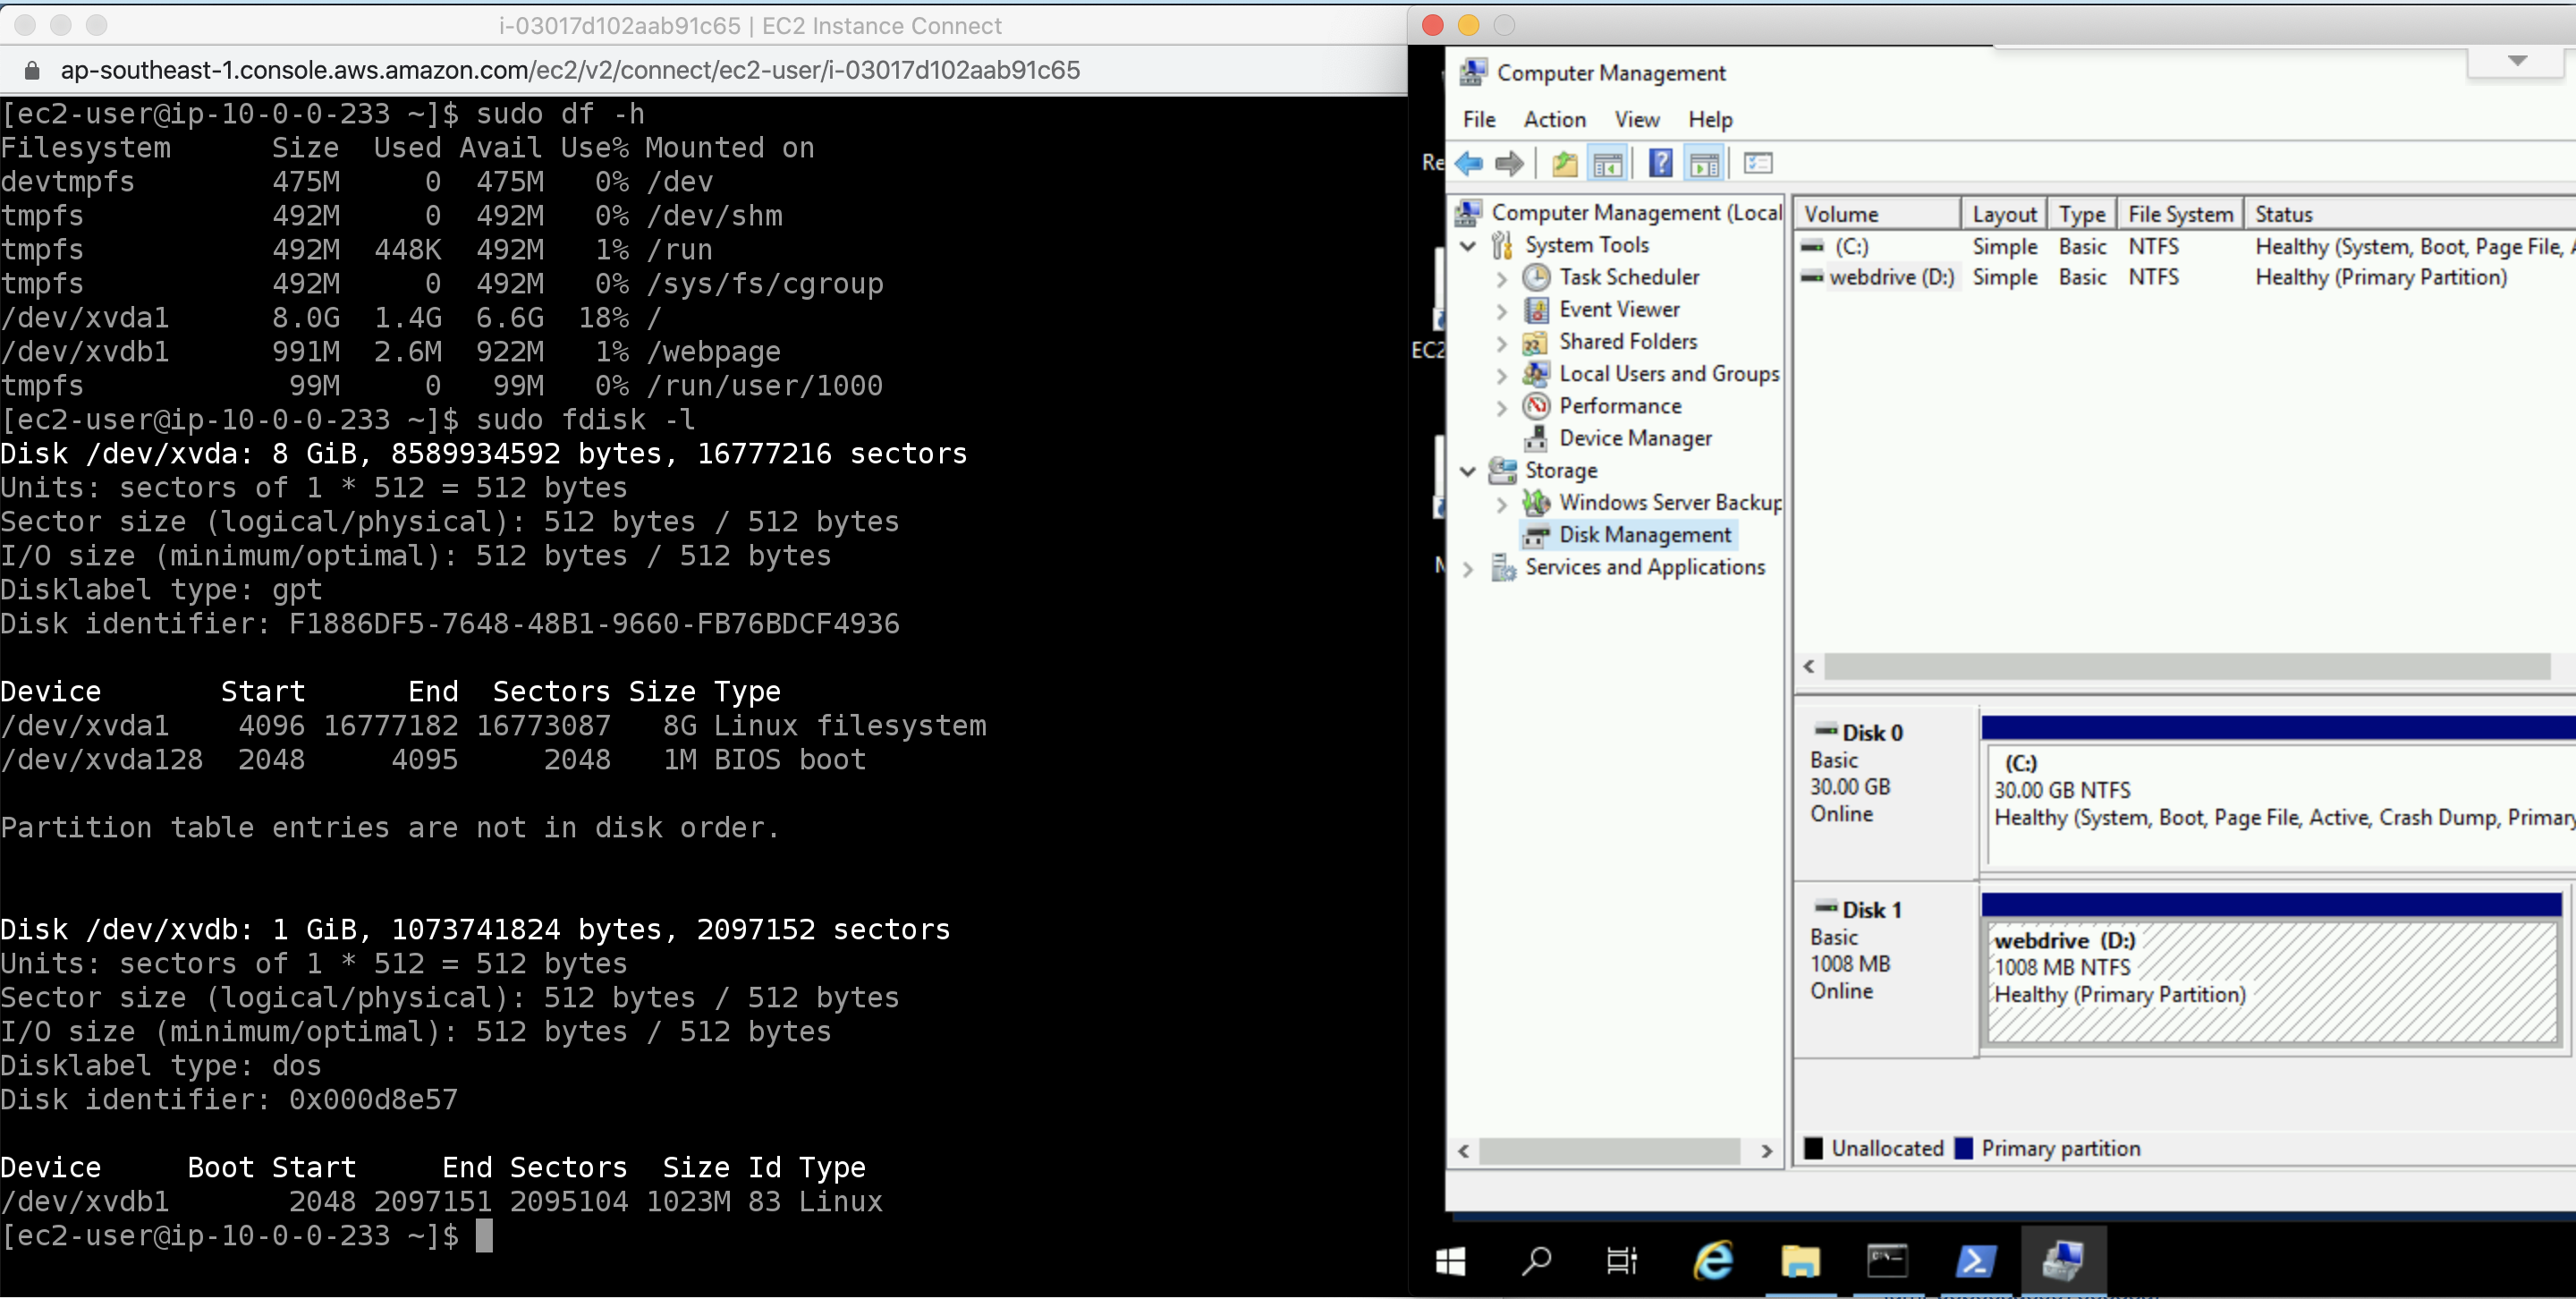 i-03017d102aab91c65 | EC2 Instance Connect
ap-southeast-1.console.aws.amazon.com/ec2/v2/connect/ec2-user/i-03017d102aab91c65
[ec2-user@ip-10-0-0-233 ~]$ sudo df -h
Filesystem      Size  Used Avail Use% Mounted on
devtmpfs        475M     0  475M   0% /dev
tmpfs           492M     0  492M   0% /dev/shm
tmpfs           492M  448K  492M   1% /run
tmpfs           492M     0  492M   0% /sys/fs/cgroup
/dev/xvda1      8.0G  1.4G  6.6G  18% /
/dev/xvdb1      991M  2.6M  922M   1% /webpage
tmpfs            99M     0   99M   0% /run/user/1000
[ec2-user@ip-10-0-0-233 ~]$ sudo fdisk -l
Disk /dev/xvda: 8 GiB, 8589934592 bytes, 16777216 sectors
Units: sectors of 1 * 512 = 512 bytes
Sector size (logical/physical): 512 bytes / 512 bytes
I/O size (minimum/optimal): 512 bytes / 512 bytes
Disklabel type: gpt
Disk identifier: F1886DF5-7648-48B1-9660-FB76BDCF4936
Device       Start      End  Sectors Size Type
/dev/xvda1    4096 16777182 16773087   8G Linux filesystem
/dev/xvda128  2048     4095     2048   1M BIOS boot
Partition table entries are not in disk order.
Disk /dev/xvdb: 1 GiB, 1073741824 bytes, 2097152 sectors
Units: sectors of 1 * 512 = 512 bytes
Sector size (logical/physical): 512 bytes / 512 bytes
I/O size (minimum/optimal): 512 bytes / 512 bytes
Disklabel type: dos
Disk identifier: 0x000d8e57
Device     Boot Start     End Sectors  Size Id Type
/dev/xvdb1       2048 2097151 2095104 1023M 83 Linux
[ec2-user@ip-10-0-0-233 ~]$
Re
EC2
Computer Management
File Action View Help
Computer Management (Local
System Tools
Task Scheduler
Event Viewer
Shared Folders
Local Users and Groups
Performance
Device Manager
Storage
Windows Server Backup
Disk Management
Services and Applications
Volume Layout Type File System Status
(C:) Simple Basic NTFS Healthy (System, Boot, Page File,
webdrive (D:) Simple Basic NTFS Healthy (Primary Partition)
Disk 0
Basic
30.00 GB
Online
(C:)
30.00 GB NTFS
Healthy (System, Boot, Page File, Active, Crash Dump, Primary
Disk 1
Basic
1008 MB
Online
webdrive (D:)
1008 MB NTFS
Healthy (Primary Partition)
Unallocated Primary partition